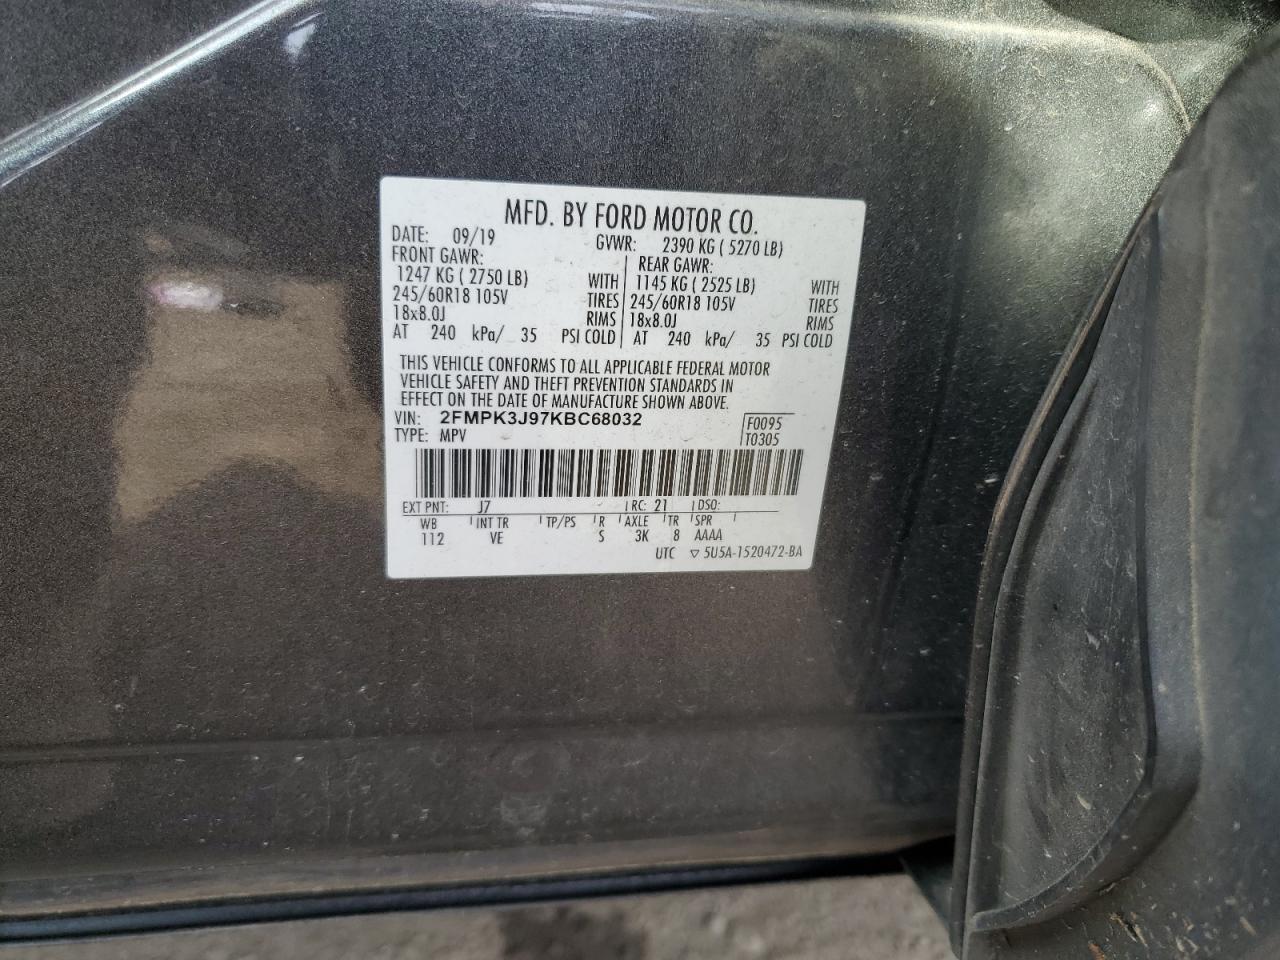 MFD. BY FORD MOTOR CO.
DATE: 09/19 GVWR: 2390 KG ( 5270 LB)
FRONT GAWR: REAR GAWR:
1247 KG ( 2750 LB) WITH 1145 KG ( 2525 LB) WITH
245/60R18 105V TIRES 245/60R18 105V TIRES
18x8.0J RIMS 18x8.0J RIMS
AT 240 kPa/ 35 PSI COLD AT 240 kPa/ 35 PSI COLD
THIS VEHICLE CONFORMS TO ALL APPLICABLE FEDERAL MOTOR
VEHICLE SAFETY AND THEFT PREVENTION STANDARDS IN
EFFECT ON THE DATE OF MANUFACTURE SHOWN ABOVE.
VIN: 2FMPK3J97KBC68032 F0095
TYPE: MPV T0305
EXT PNT: J7 RC: 21 DSO:
WB INT TR TP/PS R AXLE TR SPR
112 VE S 3K 8 AAAA
UTC ▽ 5U5A-1520472-BA